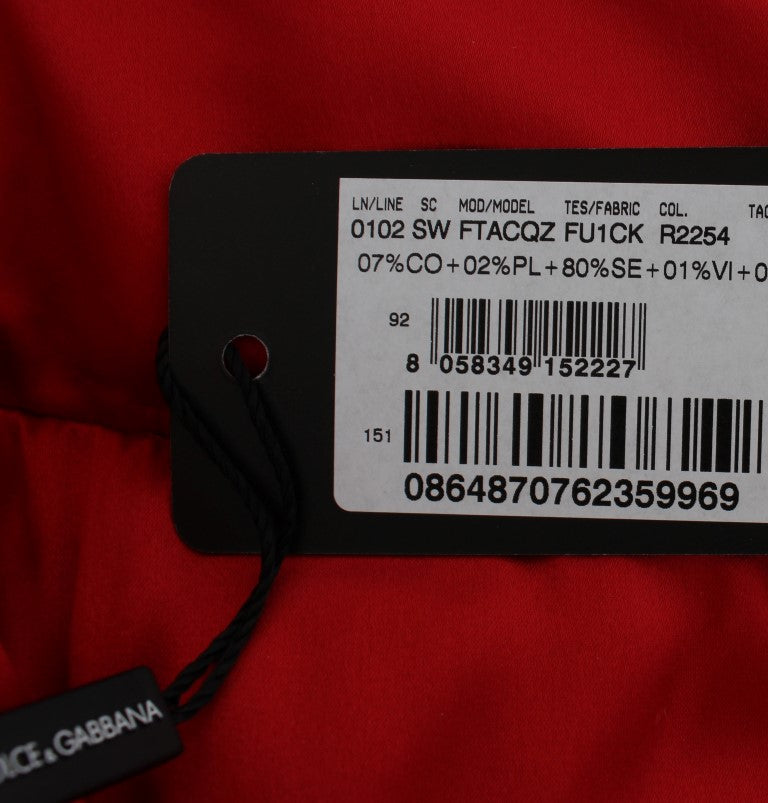 LN/LINE SC MOD/MODEL TES/FABRIC COL. TAG
0102 SW FTACQZ FU1CK R2254
07%CO+02%PL+80%SE+01%VI+0
92
8 058349 152227
151
0864870762359969
DOLCE & GABBANA